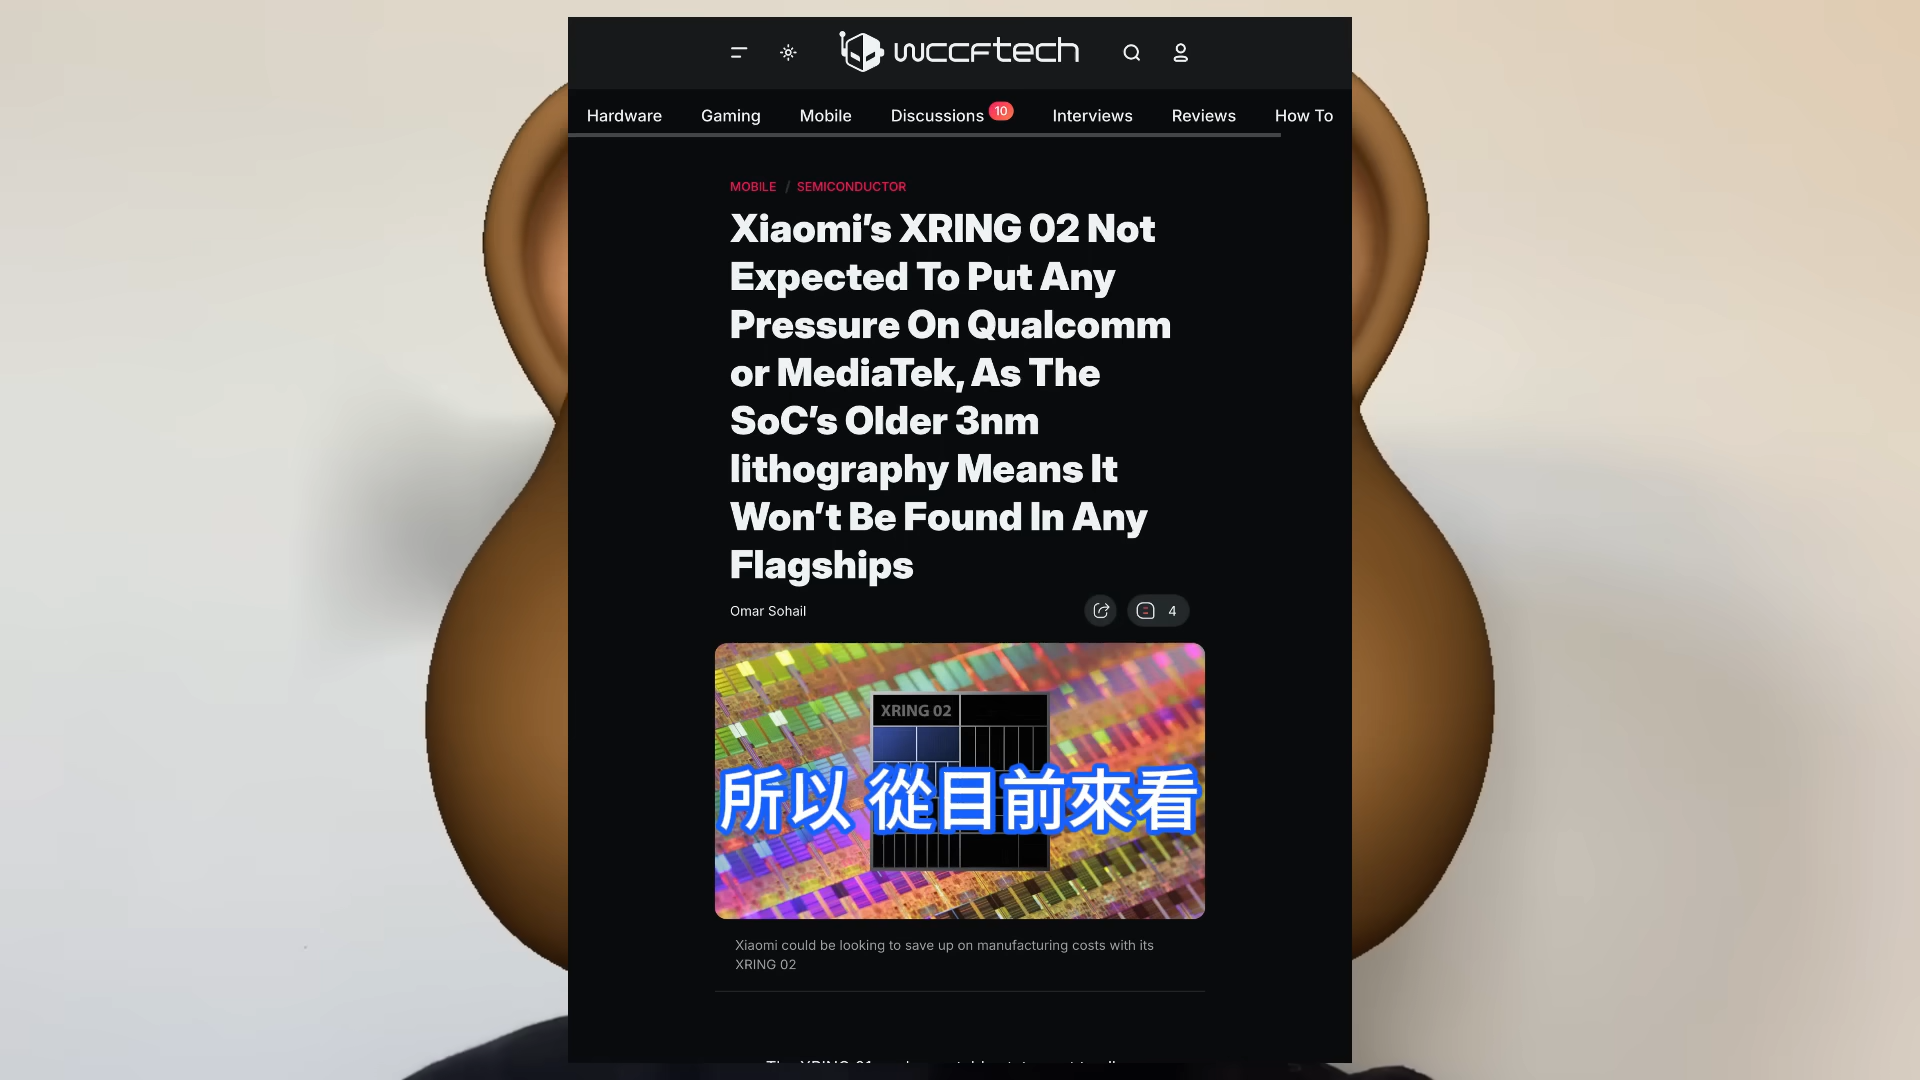 wccftech
Hardware Gaming Mobile Discussions 10 Interviews Reviews How To
MOBILE / SEMICONDUCTOR
Xiaomi’s XRING 02 Not
Expected To Put Any
Pressure On Qualcomm
or MediaTek, As The
SoC’s Older 3nm
lithography Means It
Won’t Be Found In Any
Flagships
Omar Sohail
4
XRING 02
所以 從目前來看
Xiaomi could be looking to save up on manufacturing costs with its
XRING 02